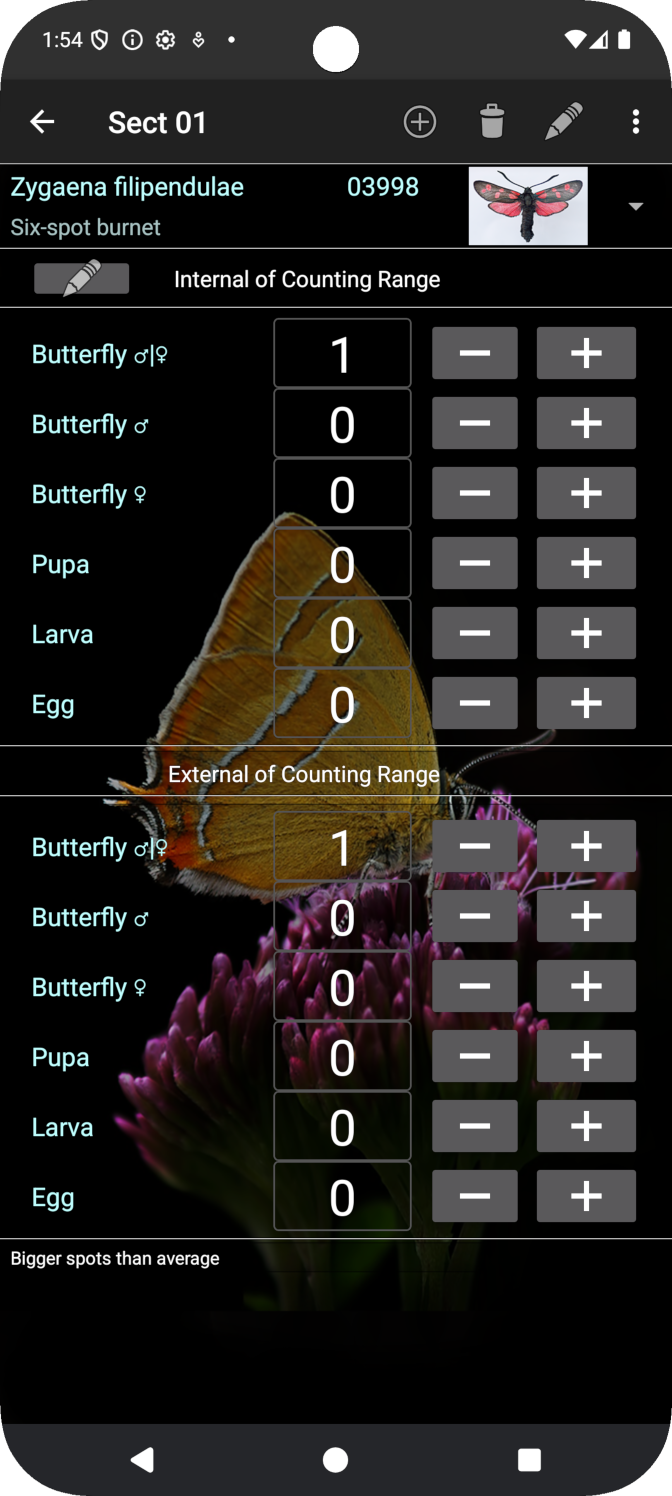 1:54
Sect 01
Zygaena filipendulae 03998
Six-spot burnet
Internal of Counting Range
Butterfly ♂|♀ 1
Butterfly ♂ 0
Butterfly ♀ 0
Pupa 0
Larva 0
Egg 0
External of Counting Range
Butterfly ♂|♀ 1
Butterfly ♂ 0
Butterfly ♀ 0
Pupa 0
Larva 0
Egg 0
Bigger spots than average